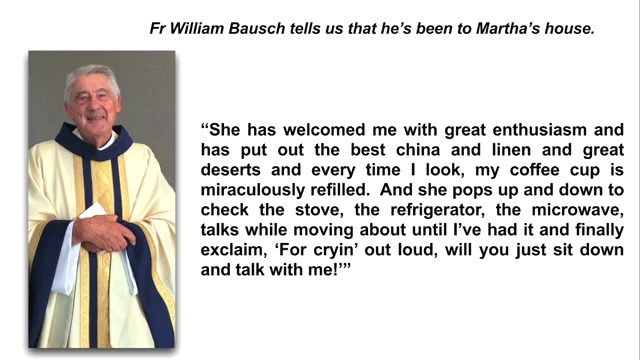 Fr William Bausch tells us that he’s been to Martha’s house.
“She has welcomed me with great enthusiasm and
has put out the best china and linen and great
deserts and every time I look, my coffee cup is
miraculously refilled.  And she pops up and down to
check the stove, the refrigerator, the microwave,
talks while moving about until I’ve had it and finally
exclaim, ‘For cryin’ out loud, will you just sit down
and talk with me!’”